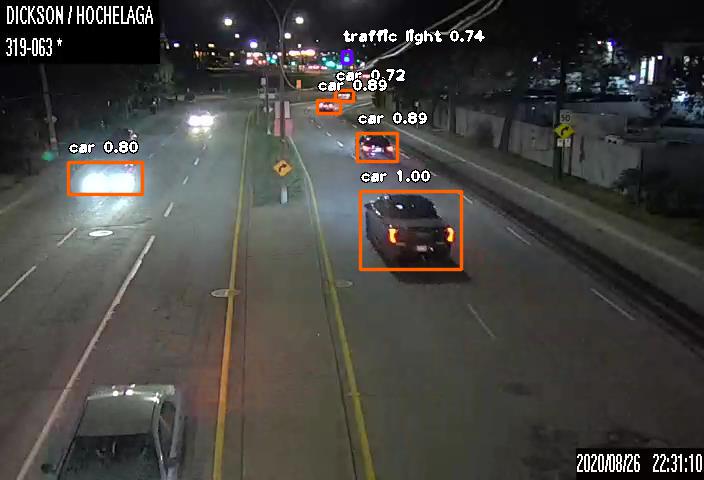 DICKSON / HOCHELAGA
319-063 *
traffic light 0.74
car 0.72
car 0.89
car 0.89
car 0.80
car 1.00
50
2020/08/26 22:31:10